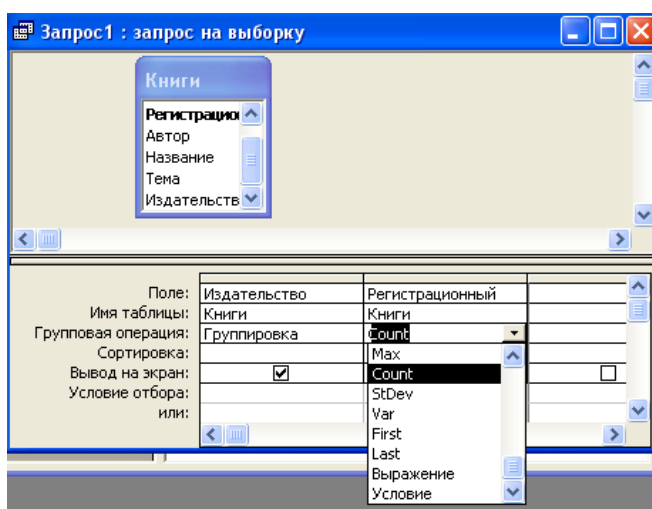 Запрос1 : запрос на выборку
Книги
Регистрацион
Автор
Название
Тема
Издательств
Поле: Издательство Регистрационный
Имя таблицы: Книги Книги
Групповая операция: Группировка Count
Сортировка: Max
Вывод на экран: Count
Условие отбора: StDev
или: Var
First
Last
Выражение
Условие